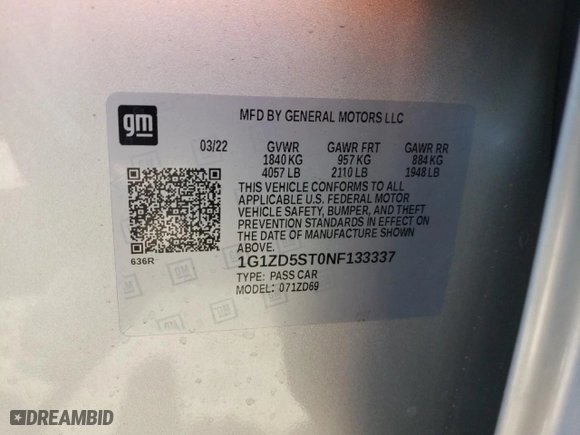 gm
MFD BY GENERAL MOTORS LLC
03/22 GVWR GAWR FRT GAWR RR
1840 KG 957 KG 884 KG
4057 LB 2110 LB 1948 LB
THIS VEHICLE CONFORMS TO ALL
APPLICABLE U.S. FEDERAL MOTOR
VEHICLE SAFETY, BUMPER, AND THEFT
PREVENTION STANDARDS IN EFFECT ON
THE DATE OF MANUFACTURE SHOWN
ABOVE.
636R
1G1ZD5ST0NF133337
TYPE: PASS CAR
MODEL: 071ZD69
DREAMBID